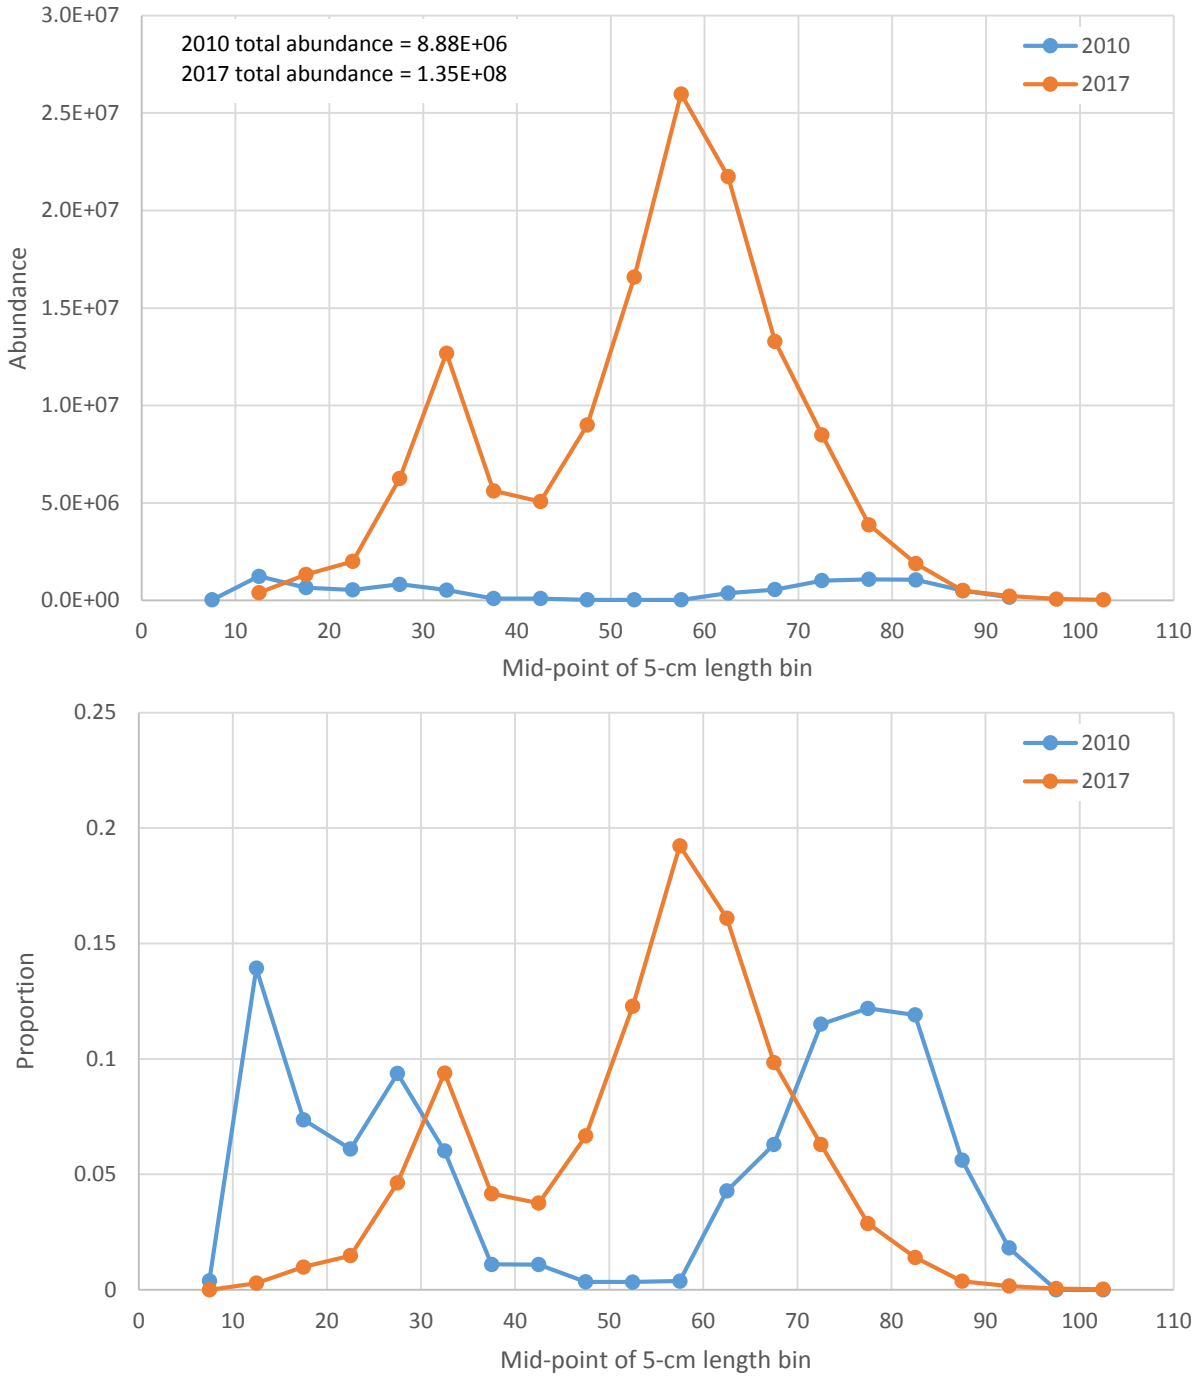 3.0E+07
2010 total abundance = 8.88E+06
2017 total abundance = 1.35E+08
2010
2017
2.5E+07
2.0E+07
1.5E+07
1.0E+07
5.0E+06
0.0E+00
Abundance
0 10 20 30 40 50 60 70 80 90 100 110
Mid-point of 5-cm length bin
0.25
2010
2017
0.2
0.15
0.1
0.05
0
Proportion
0 10 20 30 40 50 60 70 80 90 100 110
Mid-point of 5-cm length bin